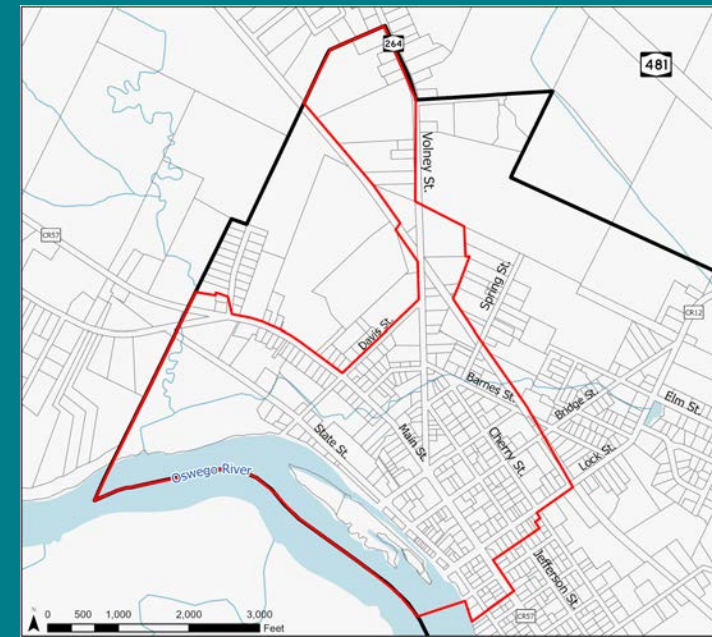 264
481
Volney St.
CR57
Spring St.
CR12
Davis St.
Barnes St.
Bridge St.
Elm St.
State St.
Main St.
Cherry St.
Lock St.
Oswego River
Jefferson St.
CR57
N
0 500 1,000 2,000 3,000
Feet